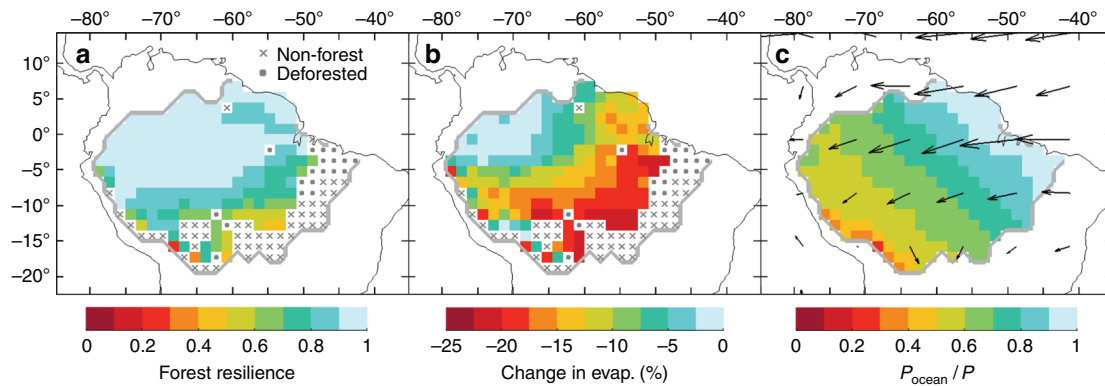 −80° −70° −60° −50° −40° −80° −70° −60° −50° −40° −80° −70° −60° −50° −40°
a × Non-forest b c
10° Deforested
5°
0°
−5°
−10°
−15°
−20°
0 0.2 0.4 0.6 0.8 1 −25 −20 −15 −10 −5 0 0 0.2 0.4 0.6 0.8 1
Forest resilience Change in evap. (%) P_ocean / P